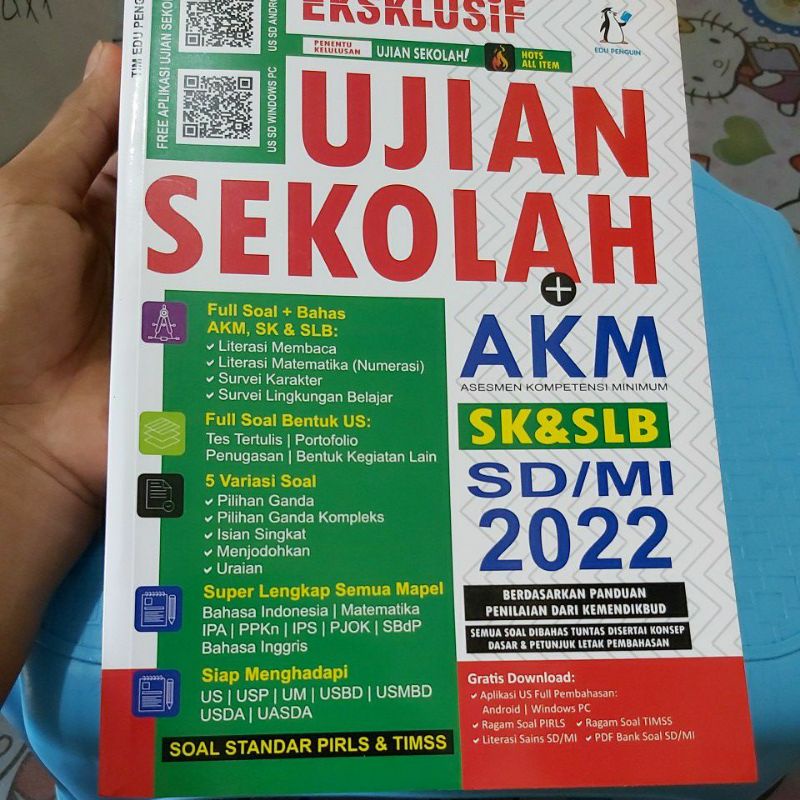 EKSKLUSIF
PENENTU KELULUSAN
UJIAN SEKOLAH!
HOTS ALL ITEM
EDU PENGUIN
TIM EDU PENG
FREE APLIKASI UJIAN SEKO
US SD ANDR
US SD WINDOWS PC
UJIAN
SEKOLAH
+
AKM
ASESMEN KOMPETENSI MINIMUM
SK&SLB
SD/MI
2022
BERDASARKAN PANDUAN
PENILAIAN DARI KEMENDIKBUD
SEMUA SOAL DIBAHAS TUNTAS DISERTAI KONSEP
DASAR & PETUNJUK LETAK PEMBAHASAN
Full Soal + Bahas
AKM, SK & SLB:
Literasi Membaca
Literasi Matematika (Numerasi)
Survei Karakter
Survei Lingkungan Belajar
Full Soal Bentuk US:
Tes Tertulis | Portofolio
Penugasan | Bentuk Kegiatan Lain
5 Variasi Soal
Pilihan Ganda
Pilihan Ganda Kompleks
Isian Singkat
Menjodohkan
Uraian
Super Lengkap Semua Mapel
Bahasa Indonesia | Matematika
IPA | PPKn | IPS | PJOK | SBdP
Bahasa Inggris
Siap Menghadapi
US | USP | UM | USBD | USMBD
USDA | UASDA
SOAL STANDAR PIRLS & TIMSS
Gratis Download:
Aplikasi US Full Pembahasan:
Android | Windows PC
Ragam Soal PIRLS
Ragam Soal TIMSS
Literasi Sains SD/MI
PDF Bank Soal SD/MI